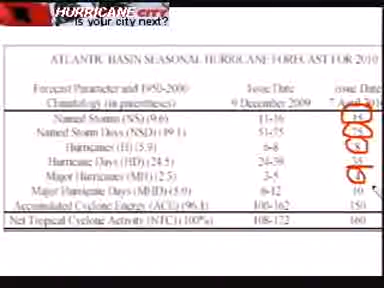 HURRICANE CITY
is your city next?
ATLANTIC BASIN SEASONAL HURRICANE FORECAST FOR 2010
Forecast Parameter and 1950-2000 Issue Date Issue Date
Climatology (in parentheses) 9 December 2009 7 April 201
Named Storms (NS) (9.6) 11-16 15
Named Storm Days (NSD) (49.1) 51-75 75
Hurricanes (H) (5.9) 6-8 8
Hurricane Days (HD) (24.5) 24-39 35
Major Hurricanes (MH) (2.3) 3-5 4
Major Hurricane Days (MHD) (5.0) 6-12 10
Accumulated Cyclone Energy (ACE) (96.1) 100-162 150
Net Tropical Cyclone Activity (NTC) (100%) 108-172 160